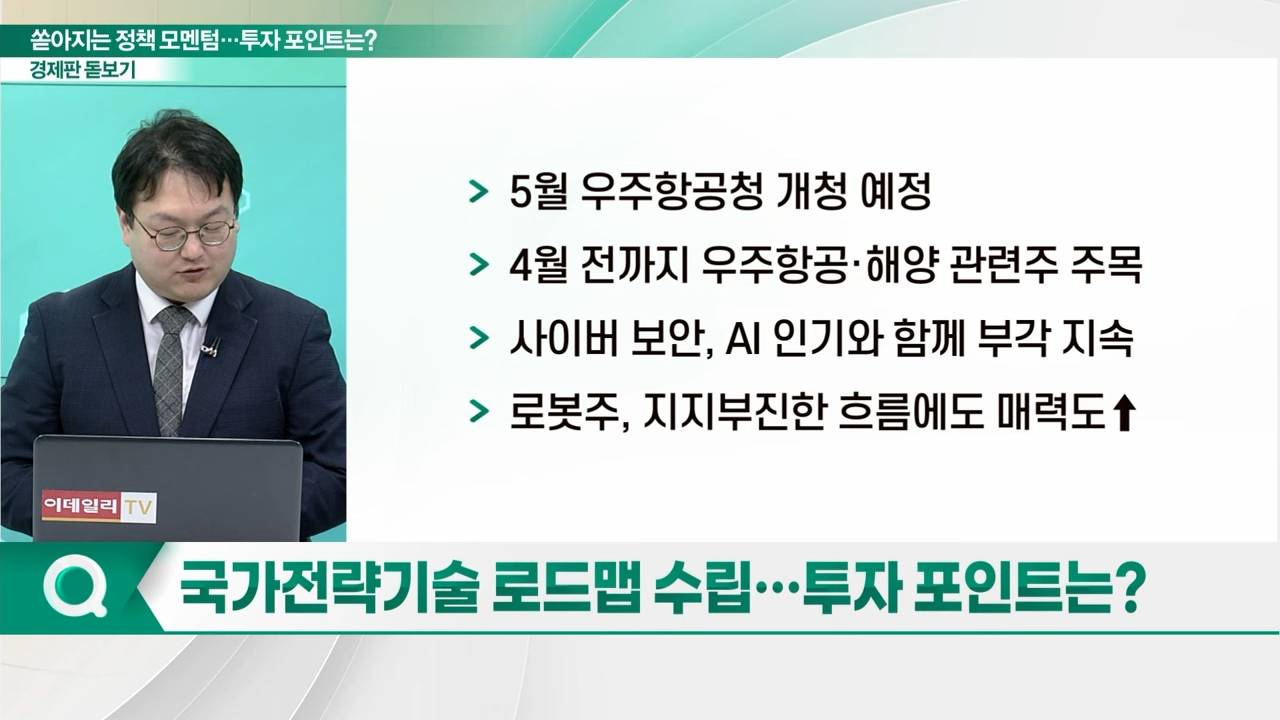 쏟아지는 정책 모멘텀…투자 포인트는?
경제판 돋보기
> 5월 우주항공청 개청 예정
> 4월 전까지 우주항공·해양 관련주 주목
> 사이버 보안, AI 인기와 함께 부각 지속
> 로봇주, 지지부진한 흐름에도 매력도⬆
이데일리 TV
국가전략기술 로드맵 수립…투자 포인트는?